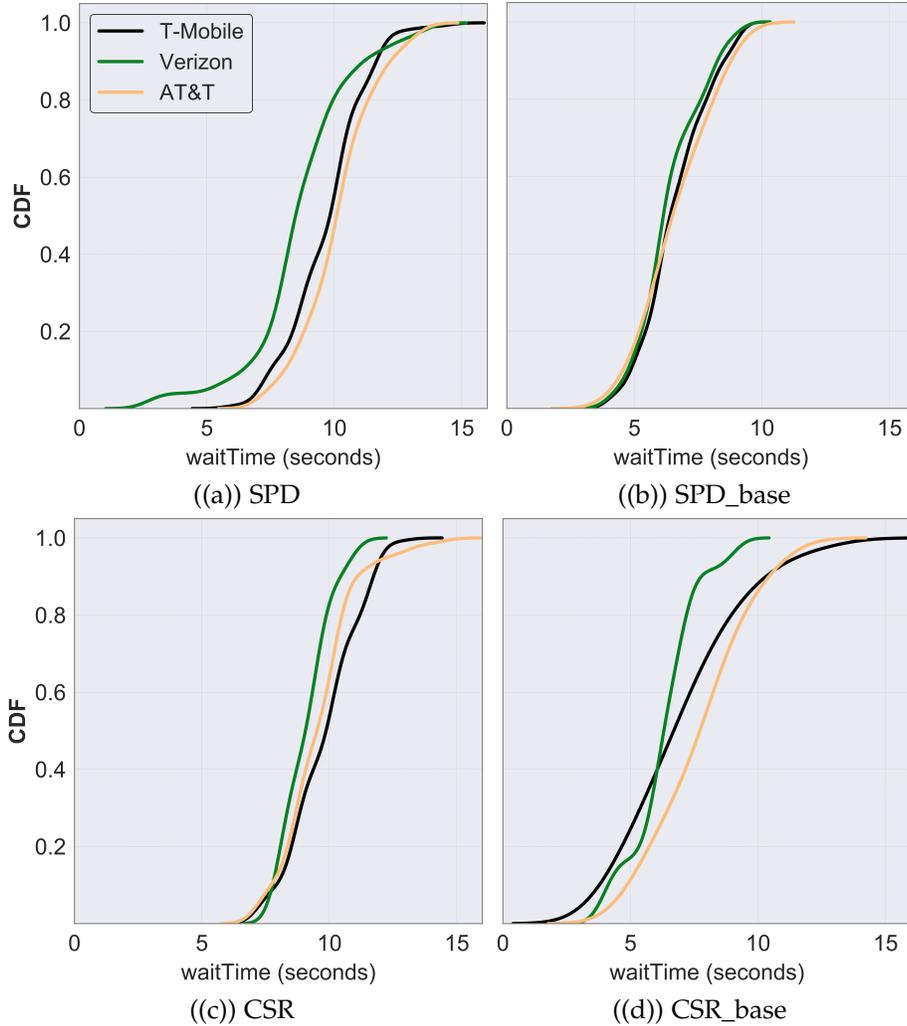 1.0
0.8
0.6
0.4
0.2
CDF
T-Mobile
Verizon
AT&T
0 5 10 15
waitTime (seconds)
((a)) SPD
0 5 10 15
waitTime (seconds)
((b)) SPD_base
1.0
0.8
0.6
0.4
0.2
CDF
0 5 10 15
waitTime (seconds)
((c)) CSR
0 5 10 15
waitTime (seconds)
((d)) CSR_base